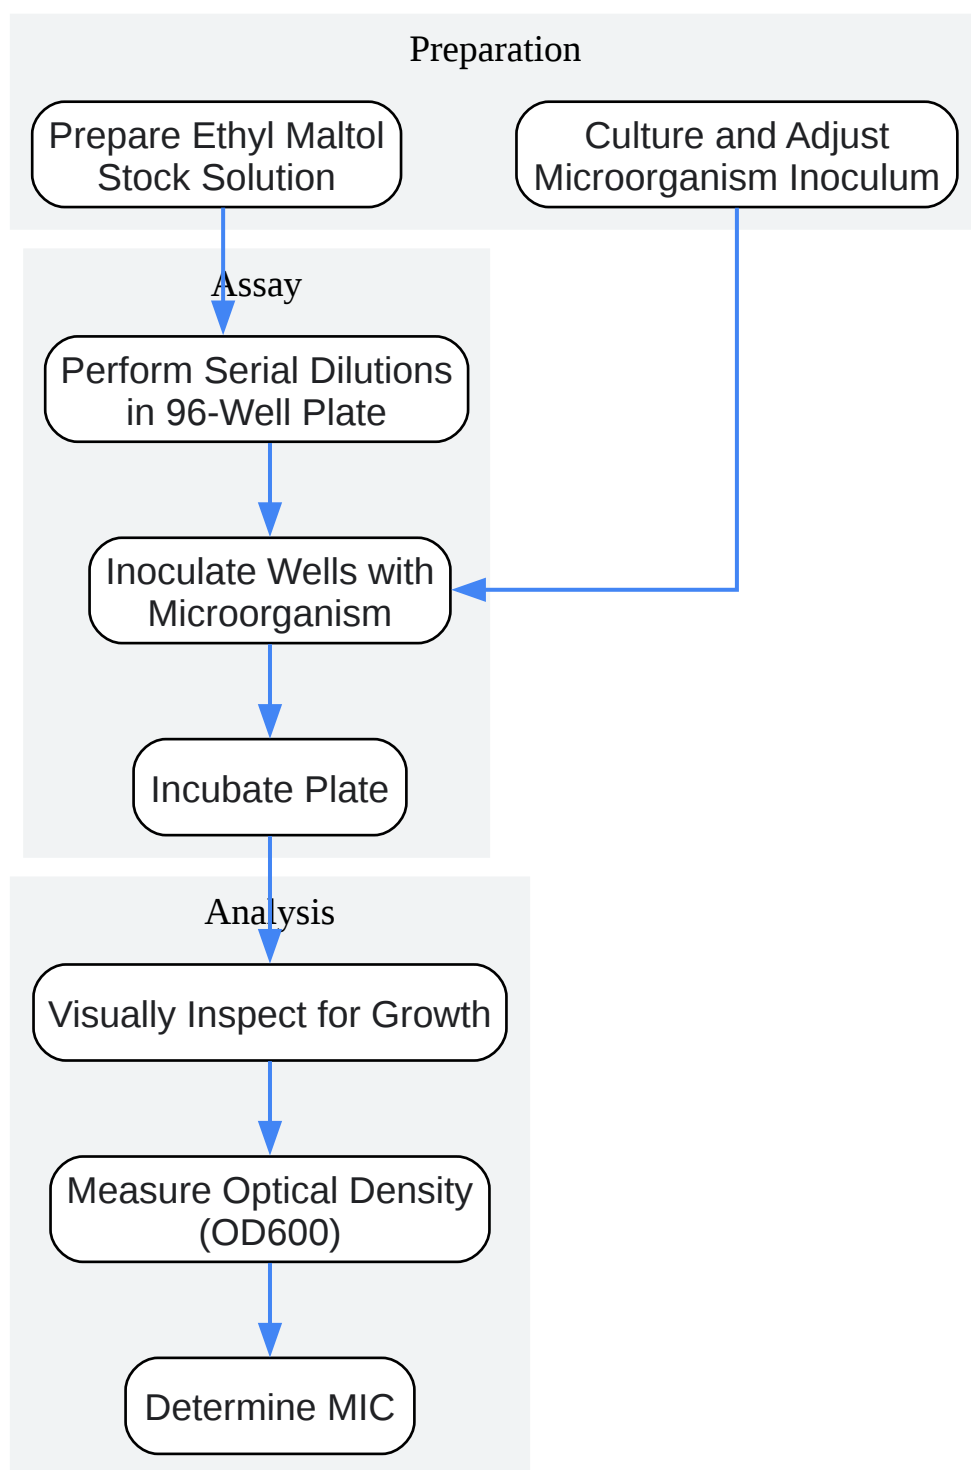 Preparation
Prepare Ethyl Maltol
Stock Solution
Culture and Adjust
Microorganism Inoculum
Assay
Perform Serial Dilutions
in 96-Well Plate
Inoculate Wells with
Microorganism
Incubate Plate
Analysis
Visually Inspect for Growth
Measure Optical Density
(OD600)
Determine MIC